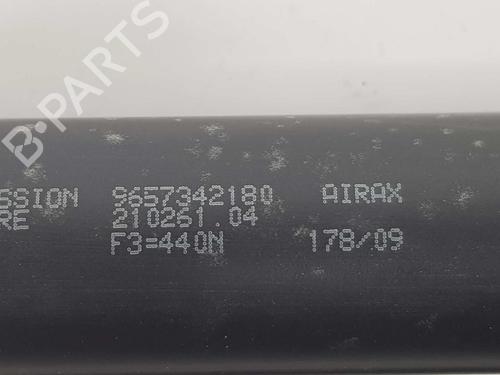 SSION 9657342180 AIRAX
RE 210261.04
F3=440N 178/09
B-PARTS